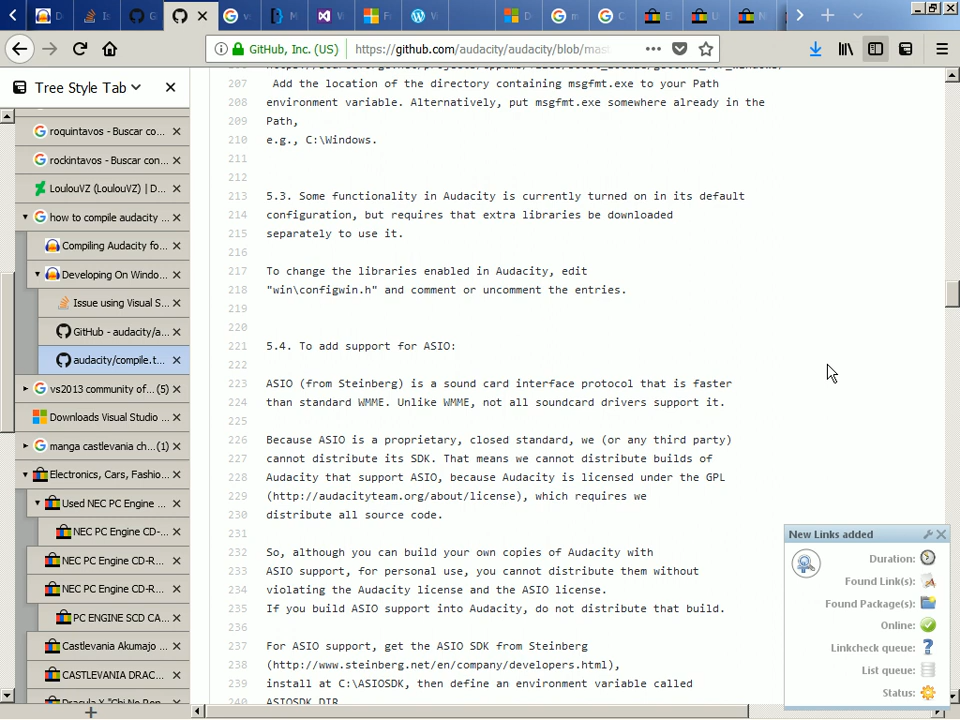 GitHub, Inc. (US)
https://github.com/audacity/audacity/blob/mas
Tree Style Tab
roquintavos - Buscar co...
rockintavos - Buscar con...
LoulouVZ (LoulouVZ) | D...
how to compile audacity ...
Compiling Audacity fo...
Developing On Windo...
Issue using Visual S...
GitHub - audacity/a...
audacity/compile.t...
vs2013 community of... (5)
Downloads Visual Studio ...
manga castlevania ch... (1)
Electronics, Cars, Fashio...
Used NEC PC Engine ...
NEC PC Engine CD-...
NEC PC Engine CD-R...
NEC PC Engine CD-R...
PC ENGINE SCD CA...
Castlevania Akumajo ...
CASTLEVANIA DRAC...
Dracula X "Chi No Ron...
207 Add the location of the directory containing msgfmt.exe to your Path
208 environment variable. Alternatively, put msgfmt.exe somewhere already in the
209 Path,
210 e.g., C:\Windows.
211
212
213 5.3. Some functionality in Audacity is currently turned on in its default
214 configuration, but requires that extra libraries be downloaded
215 separately to use it.
216
217 To change the libraries enabled in Audacity, edit
218 "win\configwin.h" and comment or uncomment the entries.
219
220
221 5.4. To add support for ASIO:
222
223 ASIO (from Steinberg) is a sound card interface protocol that is faster
224 than standard WMME. Unlike WMME, not all soundcard drivers support it.
225
226 Because ASIO is a proprietary, closed standard, we (or any third party)
227 cannot distribute its SDK. That means we cannot distribute builds of
228 Audacity that support ASIO, because Audacity is licensed under the GPL
229 (http://audacityteam.org/about/license), which requires we
230 distribute all source code.
231
232 So, although you can build your own copies of Audacity with
233 ASIO support, for personal use, you cannot distribute them without
234 violating the Audacity license and the ASIO license.
235 If you build ASIO support into Audacity, do not distribute that build.
236
237 For ASIO support, get the ASIO SDK from Steinberg
238 (http://www.steinberg.net/en/company/developers.html),
239 install at C:\ASIOSDK, then define an environment variable called
240 ASIOSDK_DIR
New Links added
Duration:
Found Link(s):
Found Package(s):
Online:
Linkcheck queue:
List queue:
Status: